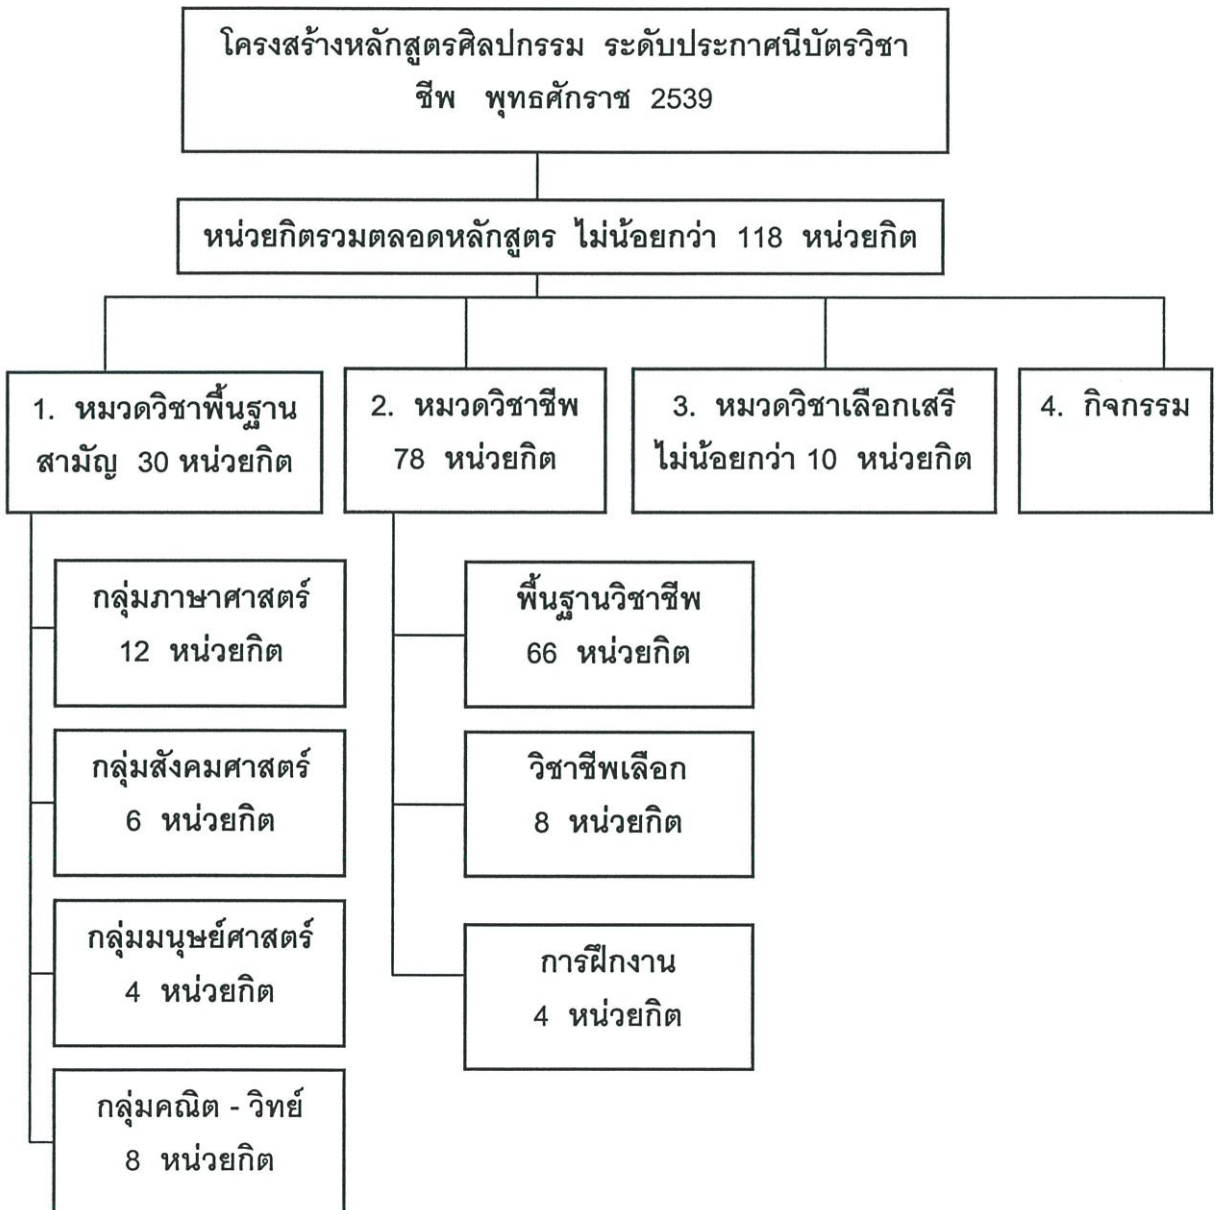 โครงสร้างหลักสูตรศิลปกรรม ระดับประกาศนีบัตรวิชา
ชีพ พุทธศักราช 2539
หน่วยกิตรวมตลอดหลักสูตร ไม่น้อยกว่า 118 หน่วยกิต
1. หมวดวิชาพื้นฐาน
สามัญ 30 หน่วยกิต
2. หมวดวิชาชีพ
78 หน่วยกิต
3. หมวดวิชาเลือกเสรี
ไม่น้อยกว่า 10 หน่วยกิต
4. กิจกรรม
กลุ่มภาษาศาสตร์
12 หน่วยกิต
กลุ่มสังคมศาสตร์
6 หน่วยกิต
กลุ่มมนุษย์ศาสตร์
4 หน่วยกิต
กลุ่มคณิต - วิทย์
8 หน่วยกิต
พื้นฐานวิชาชีพ
66 หน่วยกิต
วิชาชีพเลือก
8 หน่วยกิต
การฝึกงาน
4 หน่วยกิต